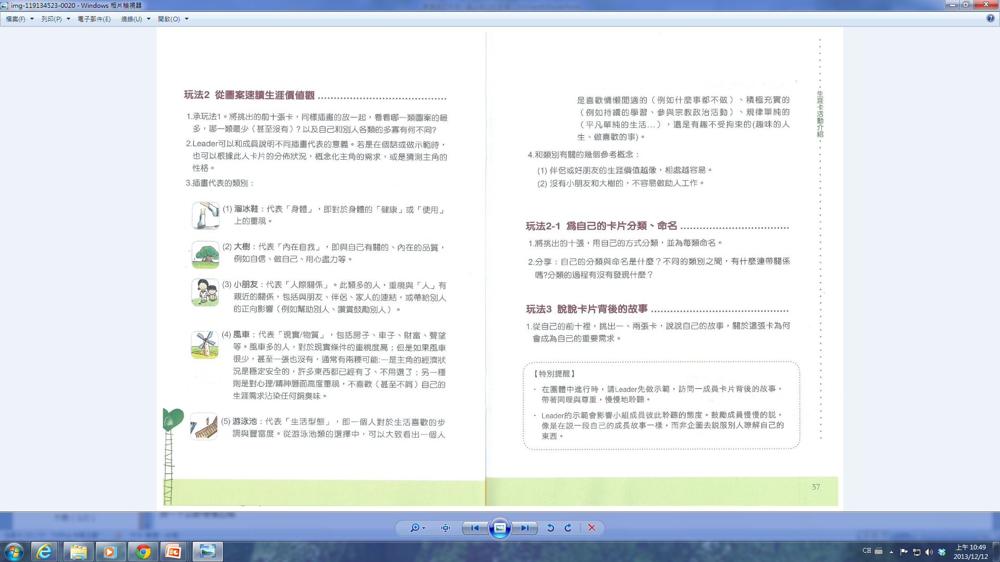 img-119134523-0020 - Windows 相片檢視器
檔案(F) 列印(P) 電子郵件(E) 燒錄(U) 開啟(O)
玩法2 從圖案速讀生涯價值觀
1.承玩法1。將挑出的前十張卡，同樣插畫的放一起，看看哪一類圖案的最
多，哪一類最少（甚至沒有）? 以及自己和別人各類的多寡有何不同?
2.Leader可以和成員說明不同插畫代表的意義。若是在個諮或做示範時，
也可以根據此人卡片的分佈狀況，概念化主角的需求，或是猜測主角的
性格。
3.插畫代表的類別：
(1) 溜冰鞋：代表「身體」，即對於身體的「健康」或「使用」
上的重視。
(2) 大樹：代表「內在自我」，即與自己有關的、內在的品質，
例如自信、做自己、用心盡力等。
(3) 小朋友：代表「人際關係」。此類多的人，重視與「人」有
親近的關係，包括與朋友、伴侶、家人的連結，或帶給別人
的正向影響（例如幫助別人、讚賞鼓勵別人）。
(4) 風車：代表「現實/物質」，包括房子、車子、財富、聲望
等。風車多的人，對於現實條件的重視度高；但是如果風車
很少，甚至一張也沒有，通常有兩種可能:一是主角的經濟狀
況是穩定安全的，許多東西都已經有了、不用選了；另一種
則是對心理/精神層面高度重視，不喜歡（甚至不屑）自己的
生涯需求沾染任何銅臭味。
(5) 游泳池：代表「生活型態」，即一個人對於生活喜歡的步
調與豐富度。從游泳池類的選擇中，可以大致看出一個人
是喜歡慵懶閒適的（例如什麼事都不做）、積極充實的
（例如持續的學習、參與宗教政治活動）、規律單純的
（平凡單純的生活…），還是有趣不受拘束的(趣味的人
生、做喜歡的事)。
4.和類別有關的幾個參考概念：
(1) 伴侶或好朋友的生涯價值越像，相處越容易。
(2) 沒有小朋友和大樹的，不容易做助人工作。
玩法2-1 為自己的卡片分類、命名
1.將挑出的十張，用自己的方式分類，並為每類命名。
2.分享：自己的分類與命名是什麼？不同的類別之間，有什麼連帶關係
嗎?分類的過程有沒有發現什麼？
玩法3 說說卡片背後的故事
1.從自己的前十裡，挑出一、兩張卡，說說自己的故事，關於這張卡為何
會成為自己的重要需求。
【特別提醒】
· 在團體中進行時，請Leader先做示範，訪問一成員卡片背後的故事，
帶著同理與尊重，慢慢地聆聽。
· Leader的示範會影響小組成員彼此聆聽的態度。鼓勵成員慢慢的說，
像是在說一段自己的成長故事一樣，而非企圖去說服別人瞭解自己的
東西。
生涯卡活動介紹
37
CH
上午 10:49
2013/12/12